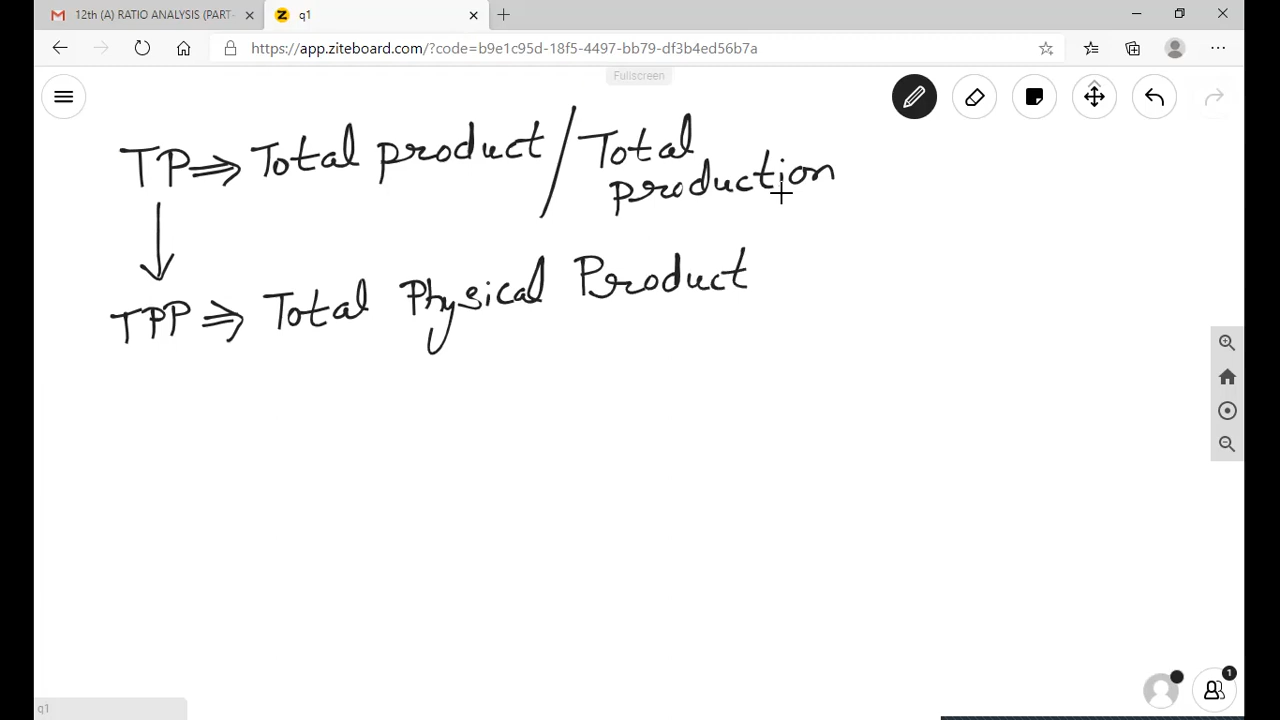 12th (A) RATIO ANALYSIS (PART-
q1
https://app.ziteboard.com/?code=b9e1c95d-18f5-4497-bb79-df3b4ed56b7a
Fullscreen
TP ⇒ Total product / Total production
↓
TPP ⇒ Total Physical Product
1
q1